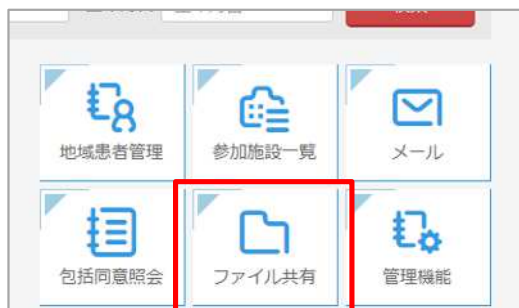 地域患者管理
参加施設一覧
メール
包括同意照会
ファイル共有
管理機能